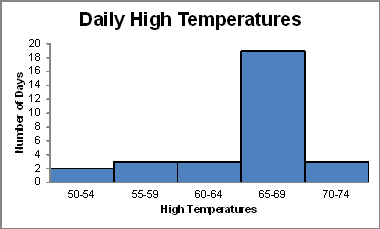 Daily High Temperatures
Number of Days
20
18
16
14
12
10
8
6
4
2
0
50-54 55-59 60-64 65-69 70-74
High Temperatures